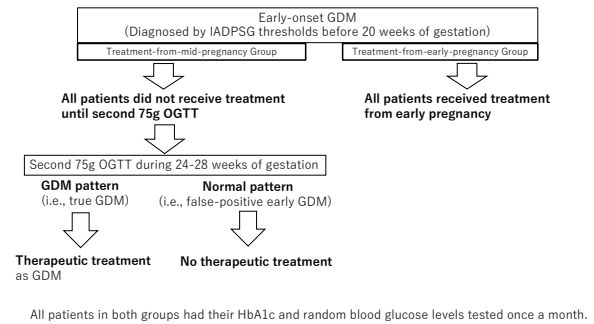 Early-onset GDM
(Diagnosed by IADPSG thresholds before 20 weeks of gestation)
Treatment-from-mid-pregnancy Group
Treatment-from-early-pregnancy Group
All patients did not receive treatment
until second 75g OGTT
All patients received treatment
from early pregnancy
Second 75g OGTT during 24-28 weeks of gestation
GDM pattern
(i.e., true GDM)
Normal pattern
(i.e., false-positive early GDM)
Therapeutic treatment
as GDM
No therapeutic treatment
All patients in both groups had their HbA1c and random blood glucose levels tested once a month.